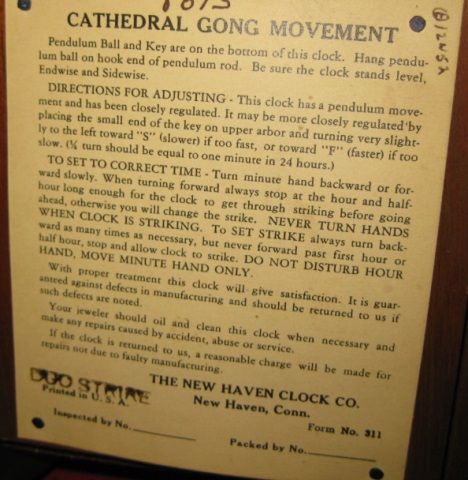 CATHEDRAL GONG MOVEMENT
Pendulum Ball and Key are on the bottom of this clock. Hang pendu-
lum ball on hook end of pendulum rod. Be sure the clock stands level,
Endwise and Sidewise.
DIRECTIONS FOR ADJUSTING - This clock has a pendulum move-
ment and has been closely regulated. It may be more closely regulated by
placing the small end of the key on upper arbor and turning very slight-
ly to the left toward "S" (slower) if too fast, or toward "F" (faster) if too
slow. (¼ turn should be equal to one minute in 24 hours.)
TO SET TO CORRECT TIME - Turn minute hand backward or for-
ward slowly. When turning forward always stop at the hour and half-
hour long enough for the clock to get through striking before going
ahead, otherwise you will change the strike. NEVER TURN HANDS
WHEN CLOCK IS STRIKING. To SET STRIKE always turn back-
ward as many times as necessary, but never forward past first hour or
half hour, stop and allow clock to strike. DO NOT DISTURB HOUR
HAND, MOVE MINUTE HAND ONLY.
With proper treatment this clock will give satisfaction. It is guar-
anteed against defects in manufacturing and should be returned to us if
such defects are noted.
Your jeweler should oil and clean this clock when necessary and
make any repairs caused by accident, abuse or service.
If the clock is returned to us, a reasonable charge will be made for
repairs not due to faulty manufacturing.
DUO STRIKE
THE NEW HAVEN CLOCK CO.
Printed in U. S. A.
New Haven, Conn.
Form No. 311
Inspected by No.
Packed by No.